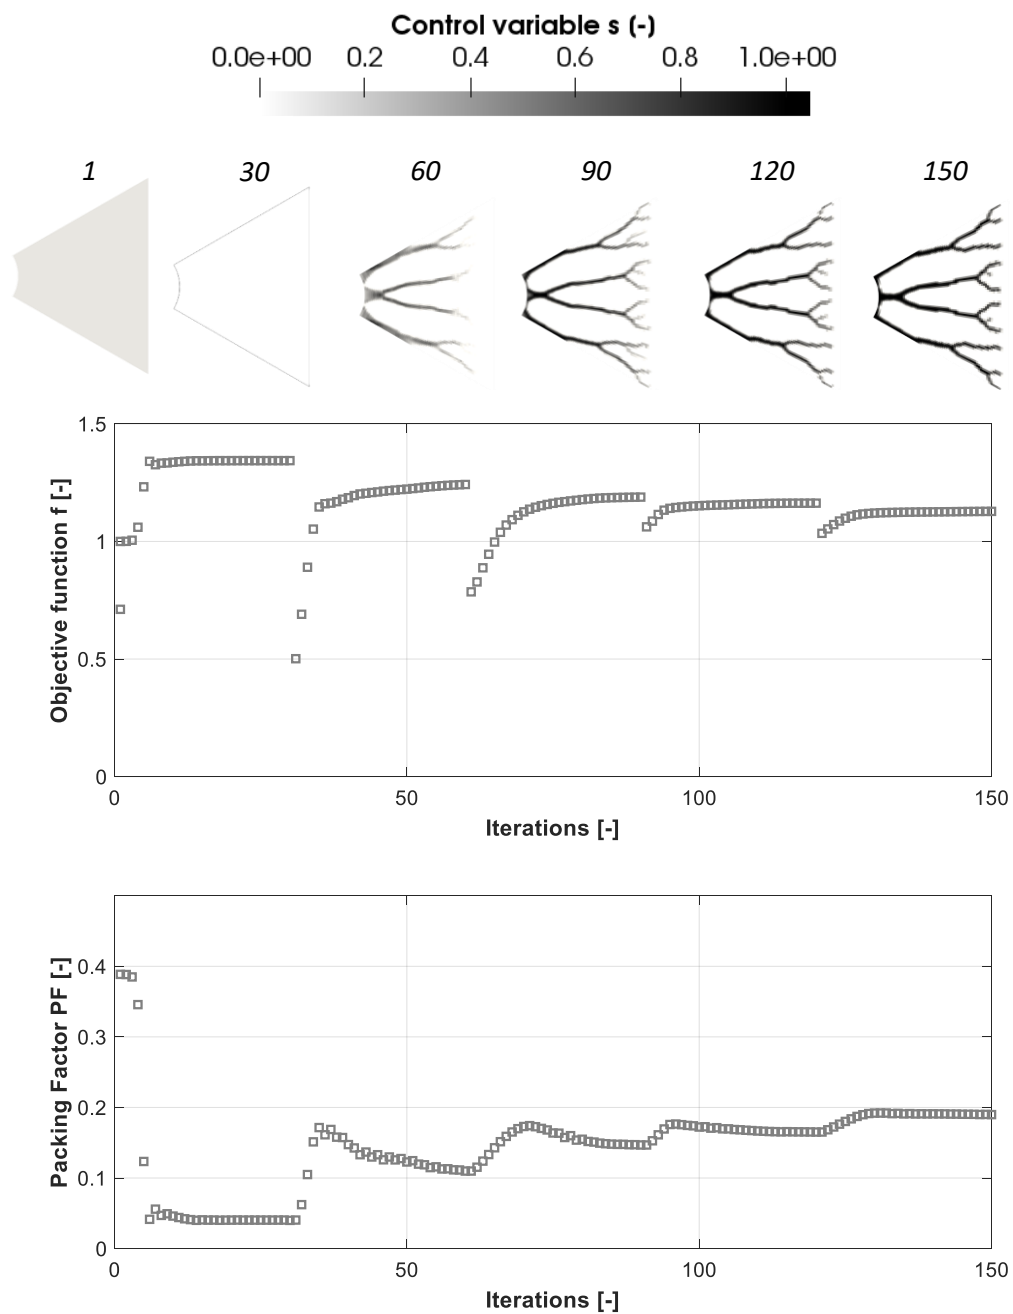 Control variable s (-)
0.0e+00 0.2 0.4 0.6 0.8 1.0e+00
1 30 60 90 120 150
1.5
1
0.5
0
Objective function f [-]
0 50 100 150
Iterations [-]
0.4
0.3
0.2
0.1
0
Packing Factor PF [-]
0 50 100 150
Iterations [-]